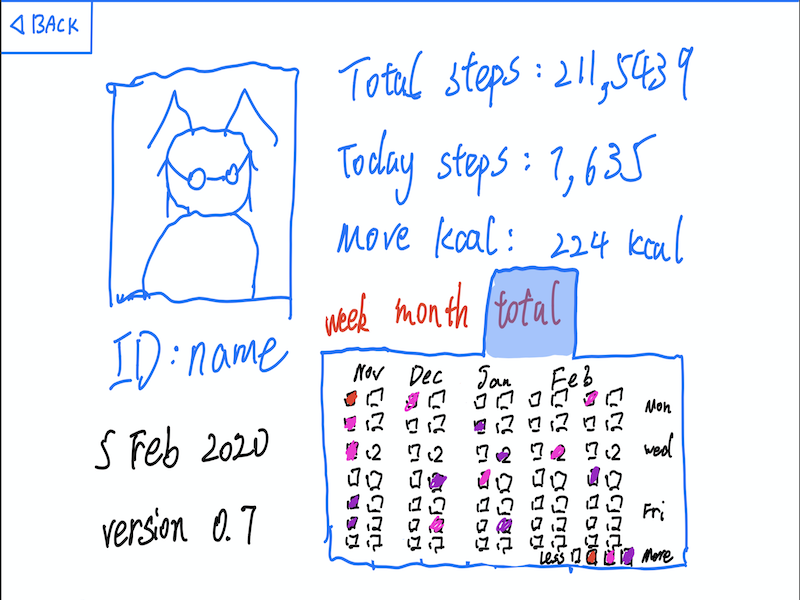 BACK
Total steps : 211,5439
Today steps : 1,635
Move kcal : 224 kcal
week month total
ID : name
5 Feb 2020
version 0.7
Nov Dec Jan Feb
Mon
wed
Fri
Less More